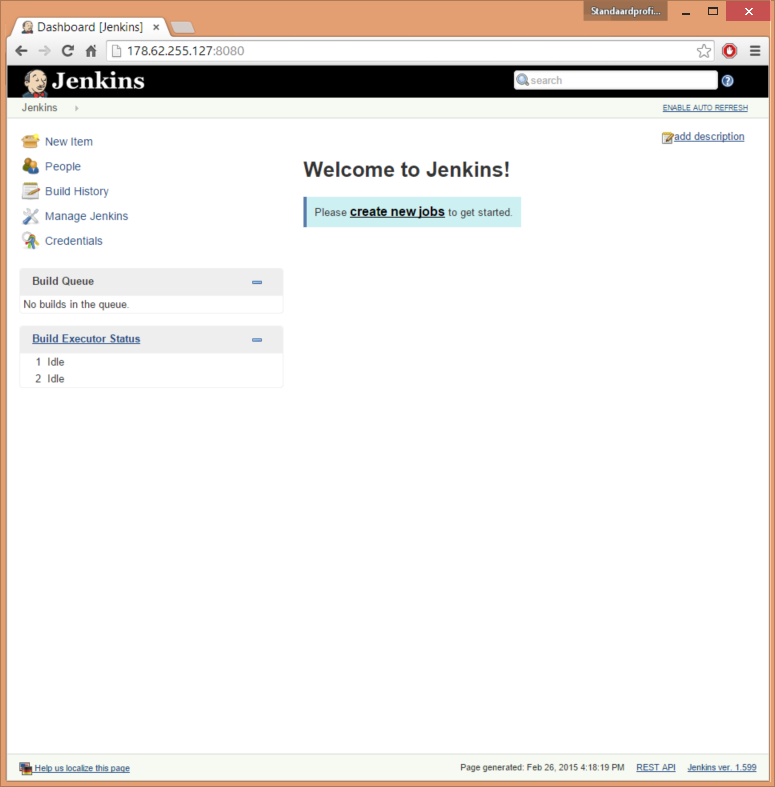 Standaardprofi...
Dashboard [Jenkins]
178.62.255.127:8080
Jenkins
search
Jenkins
ENABLE AUTO REFRESH
add description
New Item
People
Build History
Manage Jenkins
Credentials
Welcome to Jenkins!
Please create new jobs to get started.
Build Queue
No builds in the queue.
Build Executor Status
1 Idle
2 Idle
Help us localize this page
Page generated: Feb 26, 2015 4:18:19 PM REST API Jenkins ver. 1.599